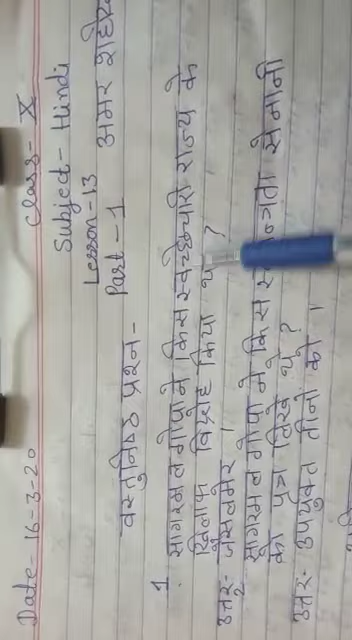 Date- 16-3-20 Class- X
Subject- Hindi
Lesson-13
Part-1 अमर शहीद
वस्तुनिष्ठ प्रश्न-
1. सागरमल गोपा ने किस स्वेच्छाचारी राज्य के
खिलाफ विद्रोह किया था ?
उत्तर- जैसलमेर ।
2 सागरमल गोपा ने किस सेनानी
को पत्र लिखे थे ?
उत्तर- उपर्युक्त तीनों को ।